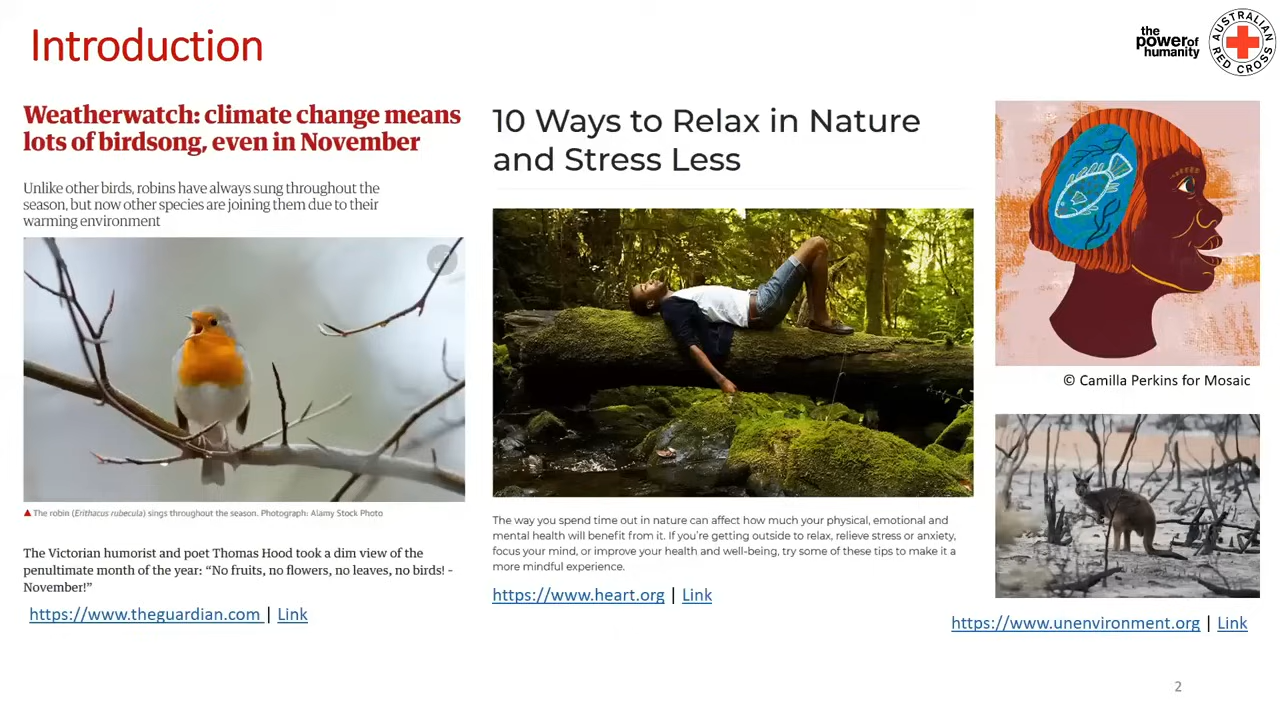 Introduction
the
power of
humanity
AUSTRALIAN
RED CROSS
Weatherwatch: climate change means
lots of birdsong, even in November
Unlike other birds, robins have always sung throughout the
season, but now other species are joining them due to their
warming environment
▲ The robin (Erithacus rubecula) sings throughout the season. Photograph: Alamy Stock Photo
The Victorian humorist and poet Thomas Hood took a dim view of the
penultimate month of the year: “No fruits, no flowers, no leaves, no birds! –
November!”
https://www.theguardian.com | Link
10 Ways to Relax in Nature
and Stress Less
The way you spend time out in nature can affect how much your physical, emotional and
mental health will benefit from it. If you're getting outside to relax, relieve stress or anxiety,
focus your mind, or improve your health and well-being, try some of these tips to make it a
more mindful experience.
https://www.heart.org | Link
© Camilla Perkins for Mosaic
https://www.unenvironment.org | Link
2